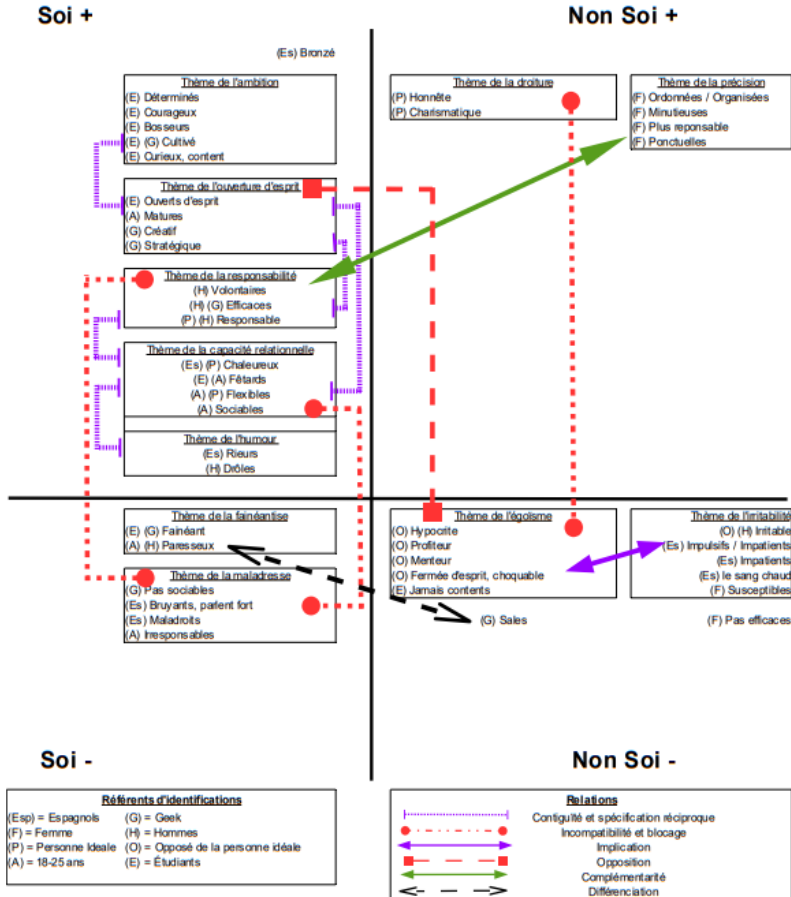 Soi +
Non Soi +
(Es) Bronzé
Thème de l'ambition
(E) Déterminés
(E) Courageux
(E) Bosseurs
(E) (G) Cultivé
(E) Curieux, content
Thème de la droiture
(P) Honnête
(P) Charismatique
Thème de la précision
(F) Ordonnées / Organisées
(F) Minutieuses
(F) Plus reponsable
(F) Ponctuelles
Thème de l'ouverture d'esprit
(E) Ouverts d'esprit
(A) Matures
(G) Créatif
(G) Stratégique
Thème de la responsabilité
(H) Volontaires
(H) (G) Efficaces
(P) (H) Responsable
Thème de la capacité relationnelle
(Es) (P) Chaleureux
(E) (A) Fêtards
(A) (P) Flexibles
(A) Sociables
Thème de l'humour
(Es) Rieurs
(H) Drôles
Thème de la fainéantise
(E) (G) Fainéant
(A) (H) Paresseux
Thème de la maladresse
(G) Pas sociables
(Es) Bruyants, parlent fort
(Es) Maladroits
(A) Irresponsables
Thème de l'égoïsme
(O) Hypocrite
(O) Profiteur
(O) Menteur
(O) Fermée d'esprit, choquable
(E) Jamais contents
(G) Sales
Thème de l'irritabilité
(O) (H) Irritable
(Es) Impulsifs / Impatients
(Es) Impatients
(Es) le sang chaud
(F) Susceptibles
(F) Pas efficaces
Soi -
Non Soi -
Référents d'identifications
(Esp) = Espagnols (G) = Geek
(F) = Femme (H) = Hommes
(P) = Personne Ideale (O) = Opposé de la personne idéale
(A) = 18-25 ans (E) = Étudiants
Relations
Contiguïté et spécification réciproque
Incompatibilité et blocage
Implication
Opposition
Complémentarité
Différenciation